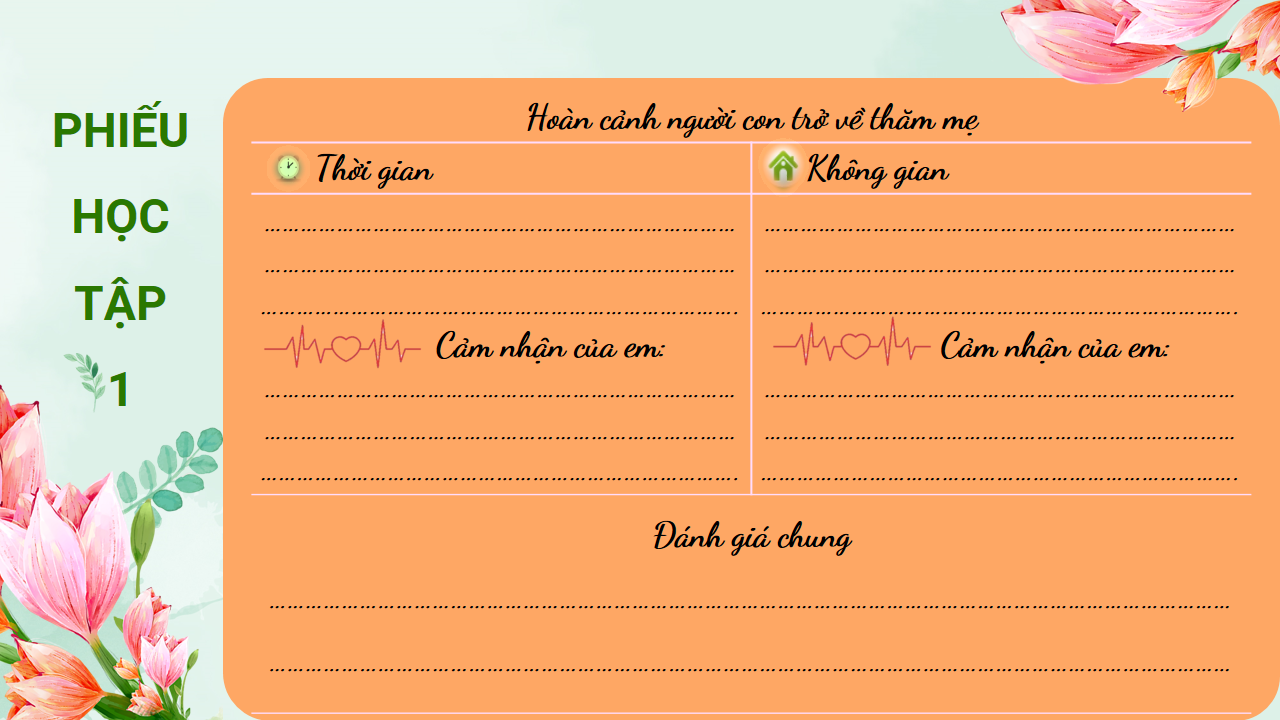 PHIẾU
HỌC
TẬP
1
Hoàn cảnh người con trở về thăm mẹ
Thời gian
Không gian
……………………………………………………………………
……………………………………………………………………
…………………………………………………………………….
……………………………………………………………………
……………………………………………………………………
…………………………………………………………………….
Cảm nhận của em:
Cảm nhận của em:
……………………………………………………………………
……………………………………………………………………
…………………………………………………………………….
……………………………………………………………………
……………………………………………………………………
…………………………………………………………………….
Đánh giá chung
……………………………………………………………………………………………………………………………………………
……………………………………………………………………………………………………………………………………………